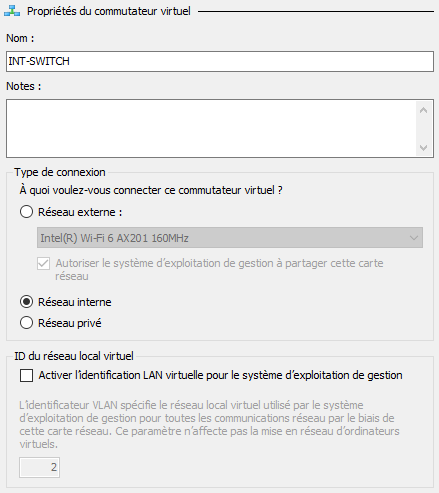 Propriétés du commutateur virtuel
Nom :
INT-SWITCH
Notes :
Type de connexion
À quoi voulez-vous connecter ce commutateur virtuel ?
Réseau externe :
Intel(R) Wi-Fi 6 AX201 160MHz
Autoriser le système d'exploitation de gestion à partager cette carte
réseau
Réseau interne
Réseau privé
ID du réseau local virtuel
Activer l'identification LAN virtuelle pour le système d'exploitation de gestion
L'identificateur VLAN spécifie le réseau local virtuel utilisé par le système
d'exploitation de gestion pour toutes les communications réseau par le biais de
cette carte réseau. Ce paramètre n'affecte pas la mise en réseau d'ordinateurs
virtuels.
2